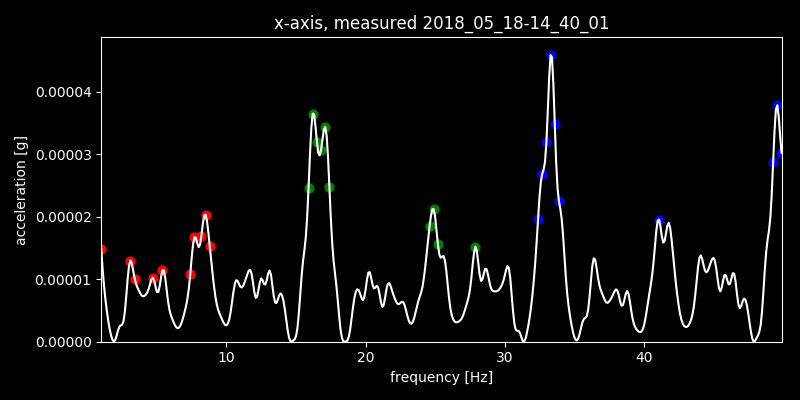 x-axis, measured 2018_05_18-14_40_01
0.00004
0.00003
0.00002
0.00001
0.00000
acceleration [g]
10 20 30 40
frequency [Hz]